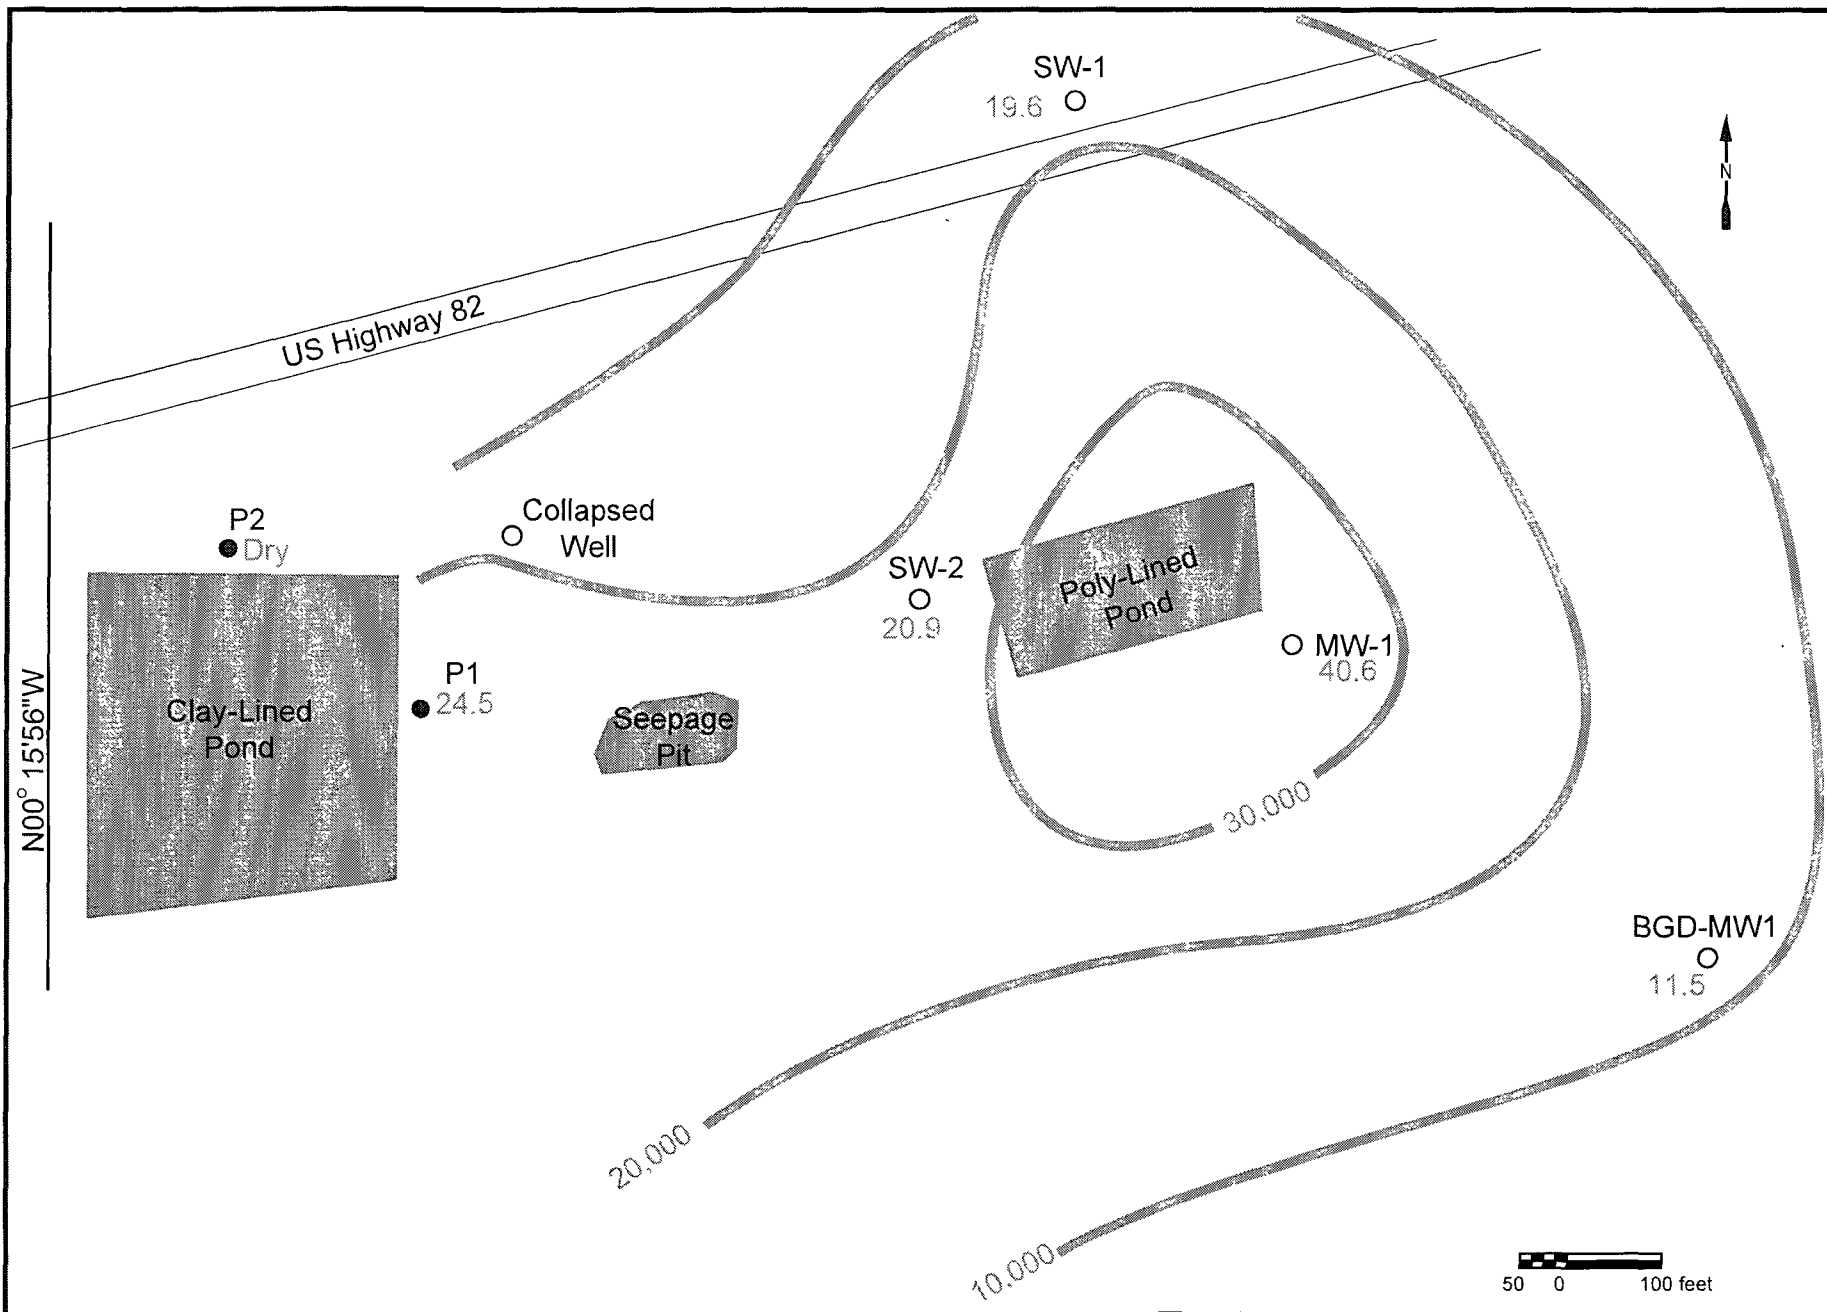 SW-1
19.6
N
US Highway 82
P2
Dry
Collapsed
Well
SW-2
20.9
Poly-Lined
Pond
MW-1
40.6
P1
24.5
Clay-Lined
Pond
Seepage
Pit
N00° 15'56"W
30,000
BGD-MW1
11.5
20,000
10,000
50 0 100 feet